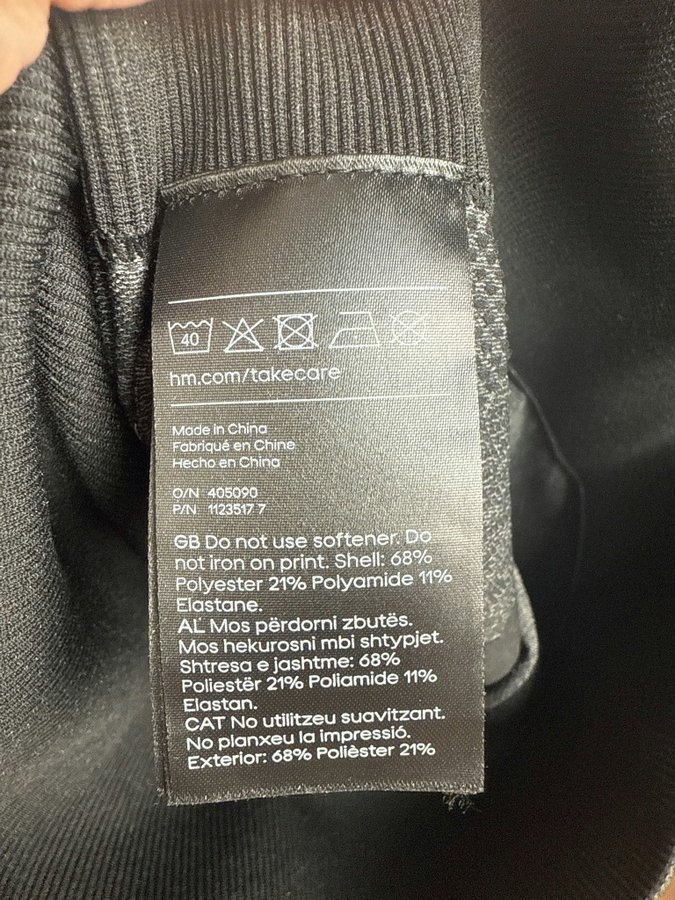 40
hm.com/takecare
Made in China
Fabriqué en Chine
Hecho en China
O/N 405090
P/N 1123517 7
GB Do not use softener. Do
not iron on print. Shell: 68%
Polyester 21% Polyamide 11%
Elastane.
AL Mos përdorni zbutës.
Mos hekurosni mbi shtypjet.
Shtresa e jashtme: 68%
Poliestër 21% Poliamide 11%
Elastan.
CAT No utilitzeu suavitzant.
No planxeu la impressió.
Exterior: 68% Polièster 21%